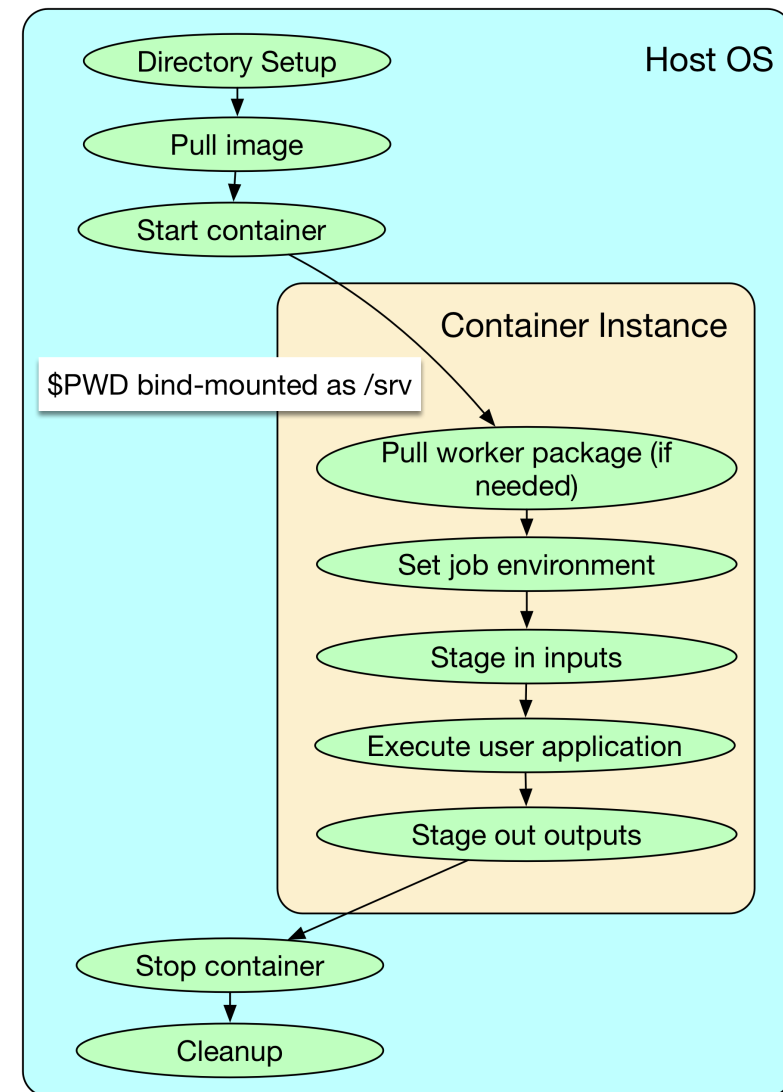 Host OS
Directory Setup
Pull image
Start container
Container Instance
$PWD bind-mounted as /srv
Pull worker package (if
needed)
Set job environment
Stage in inputs
Execute user application
Stage out outputs
Stop container
Cleanup